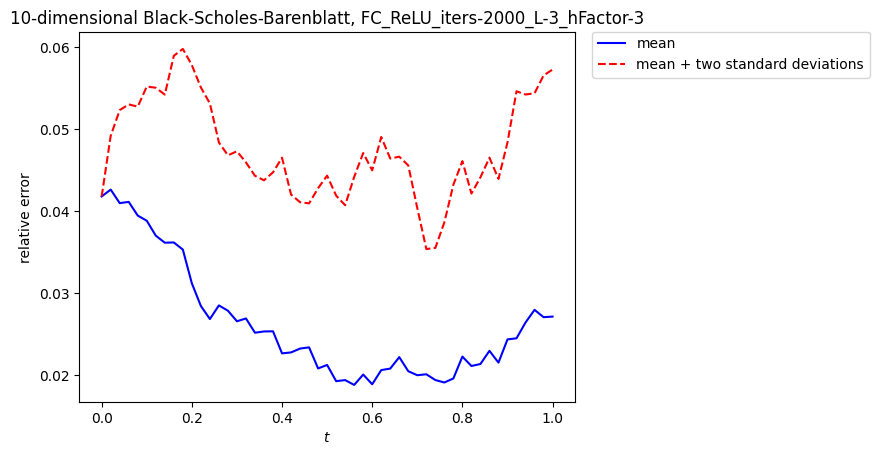 10-dimensional Black-Scholes-Barenblatt, FC_ReLU_iters-2000_L-3_hFactor-3
mean
mean + two standard deviations
0.06
0.05
0.04
0.03
0.02
relative error
0.0 0.2 0.4 0.6 0.8 1.0
t